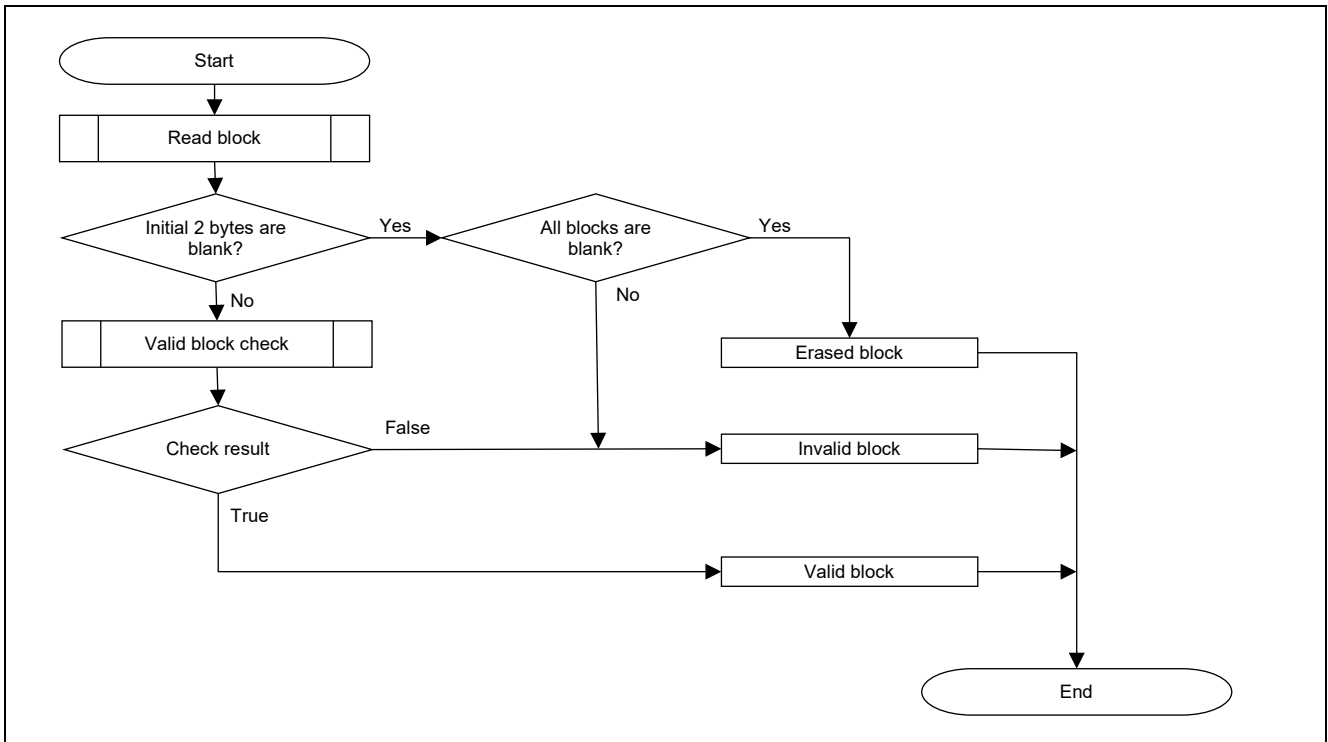 Start
Read block
Initial 2 bytes are
blank?
Yes
All blocks are
blank?
Yes
No
No
Valid block check
Erased block
Check result
False
Invalid block
True
Valid block
End